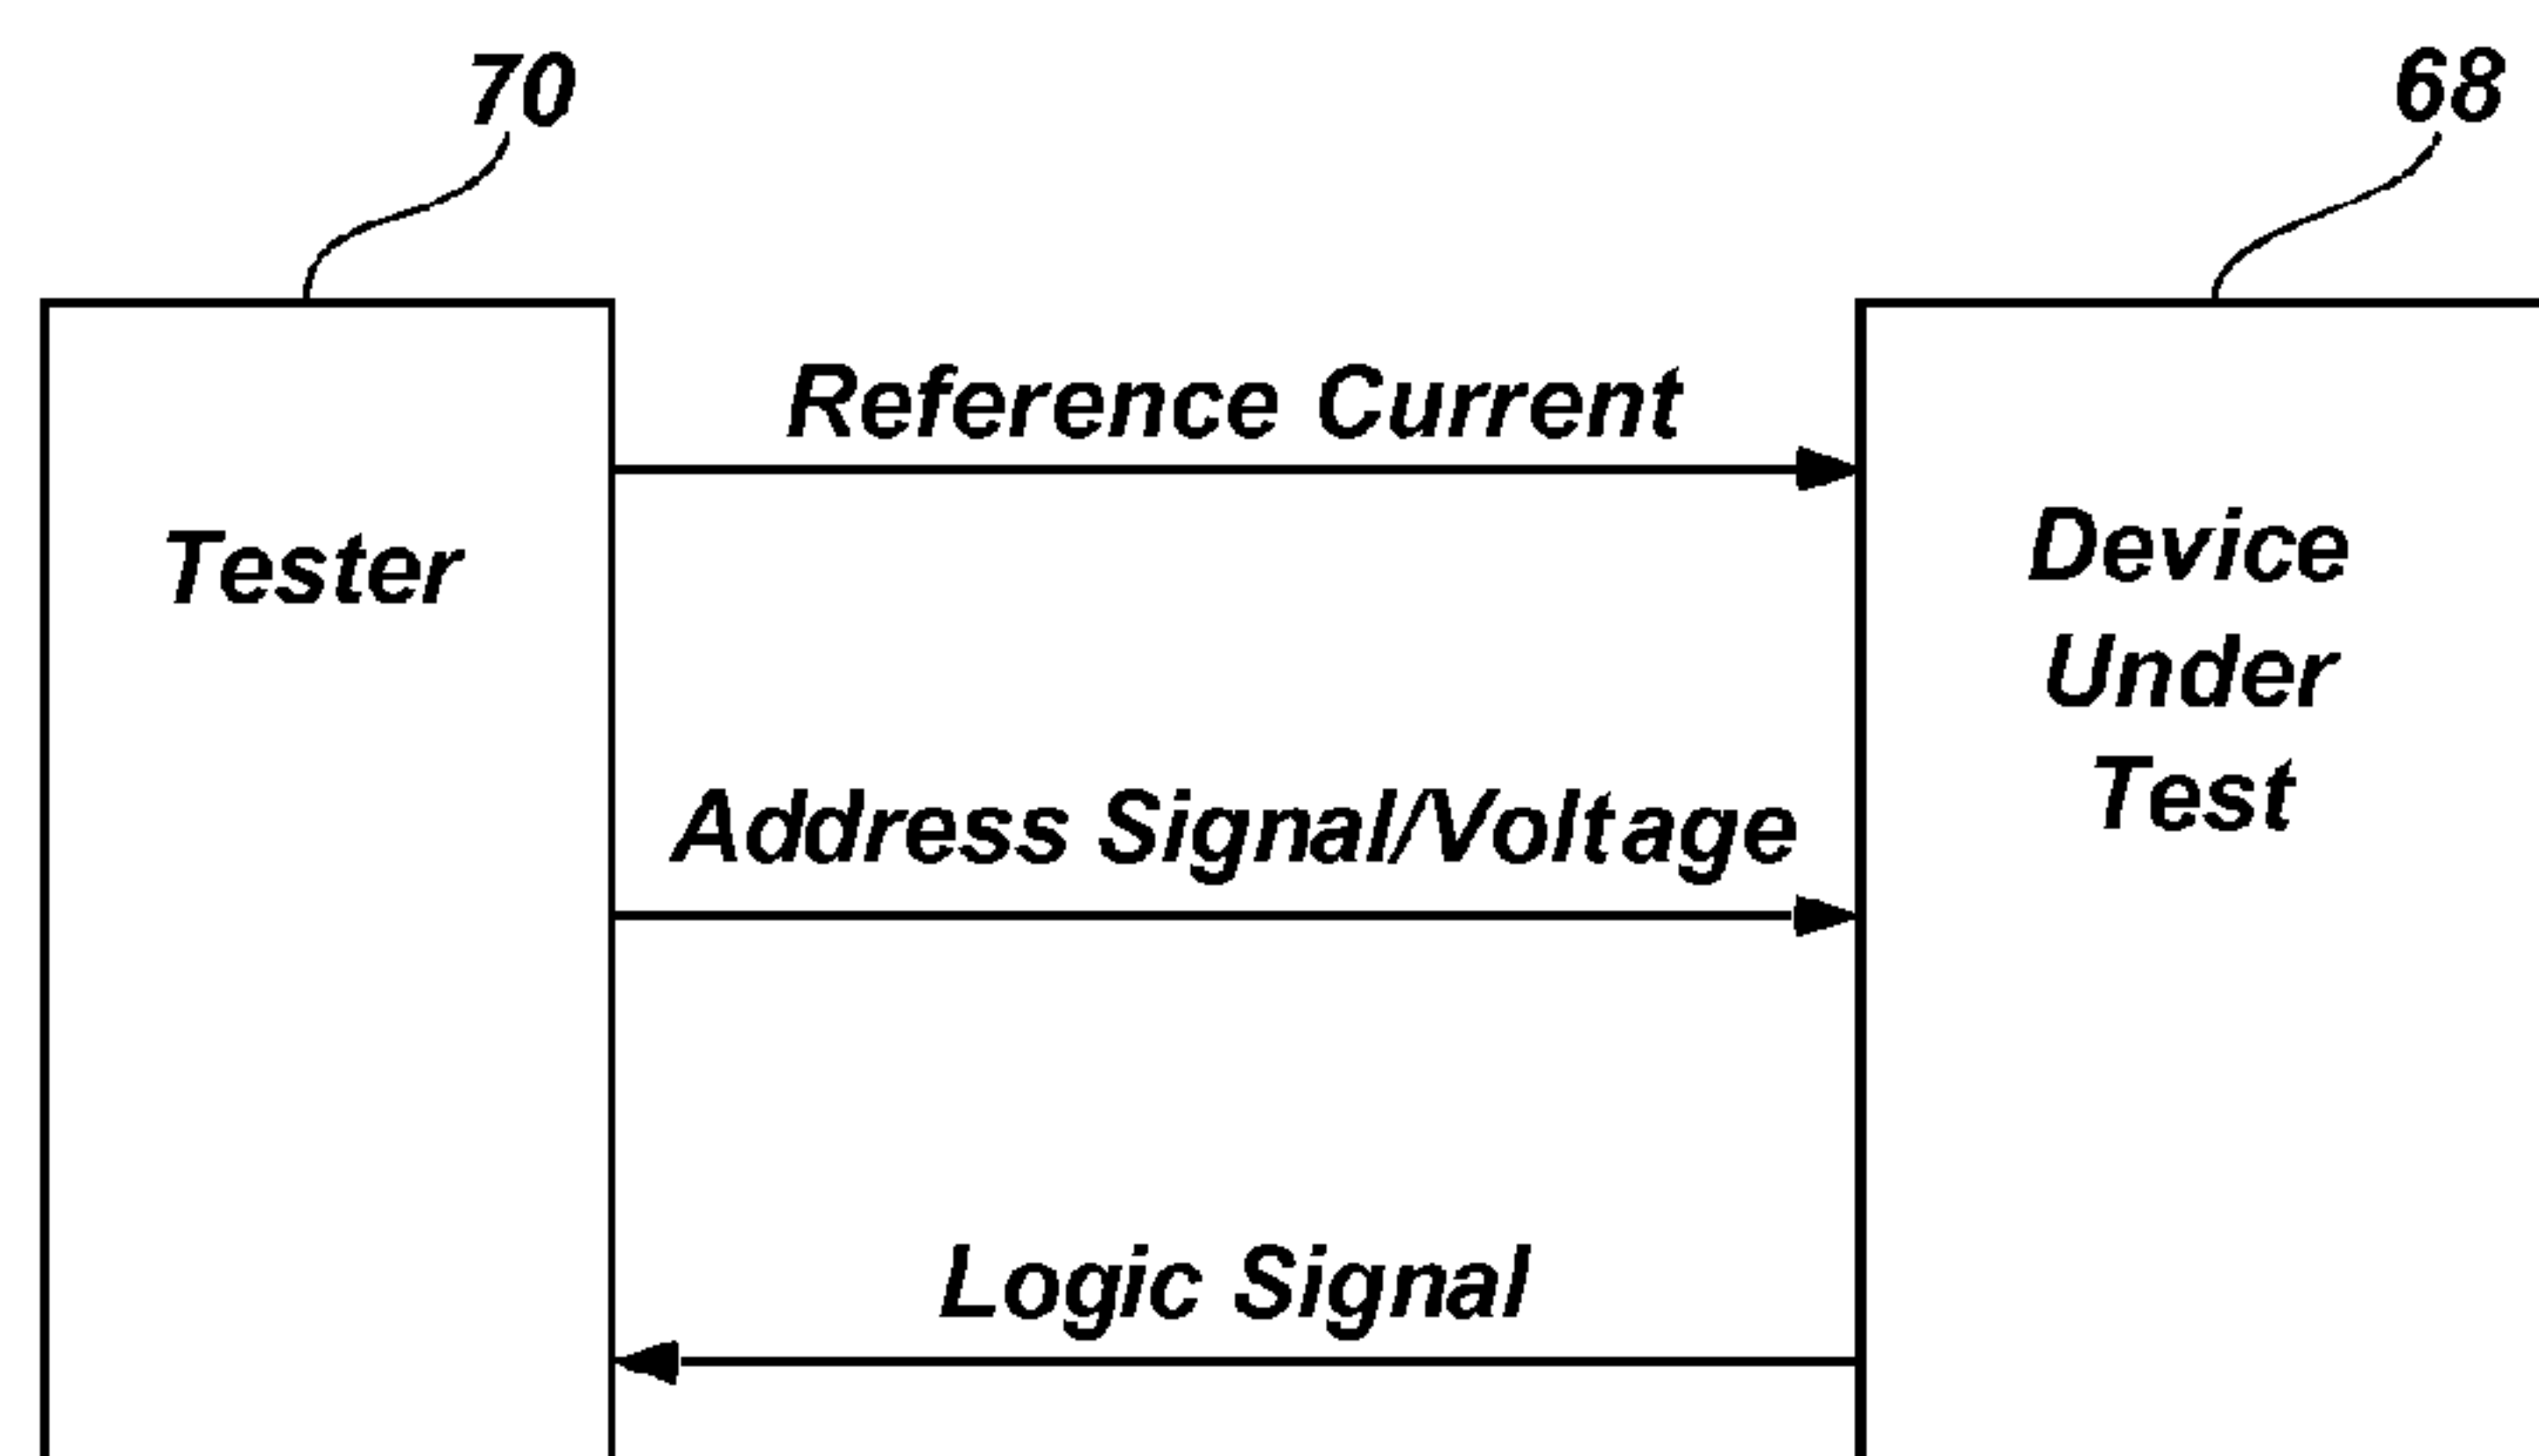 70
68
Reference Current
Tester
Device
Under
Test
Address Signal/Voltage
Logic Signal